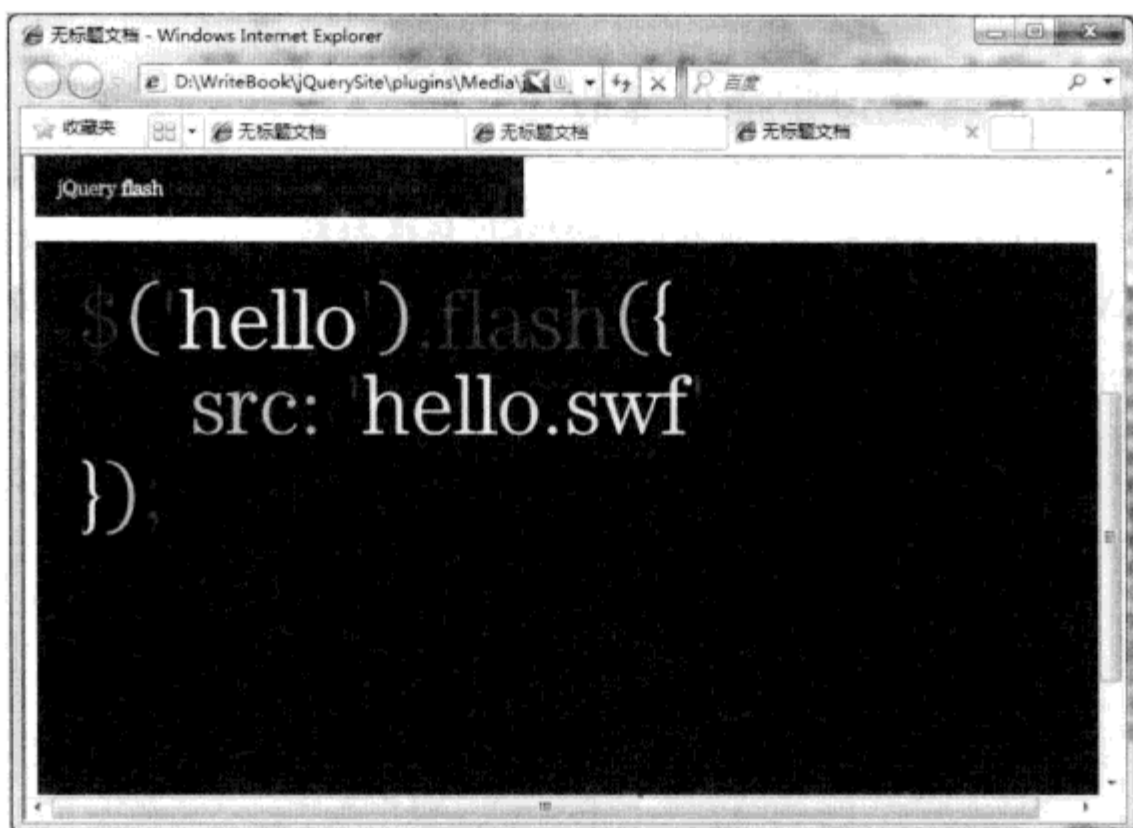 无标题文档 - Windows Internet Explorer
D:\WriteBook\jQuerySite\plugins\Media\
百度
收藏夹
无标题文档
无标题文档
无标题文档
jQuery flash
$('hello').flash({
src: 'hello.swf'
});